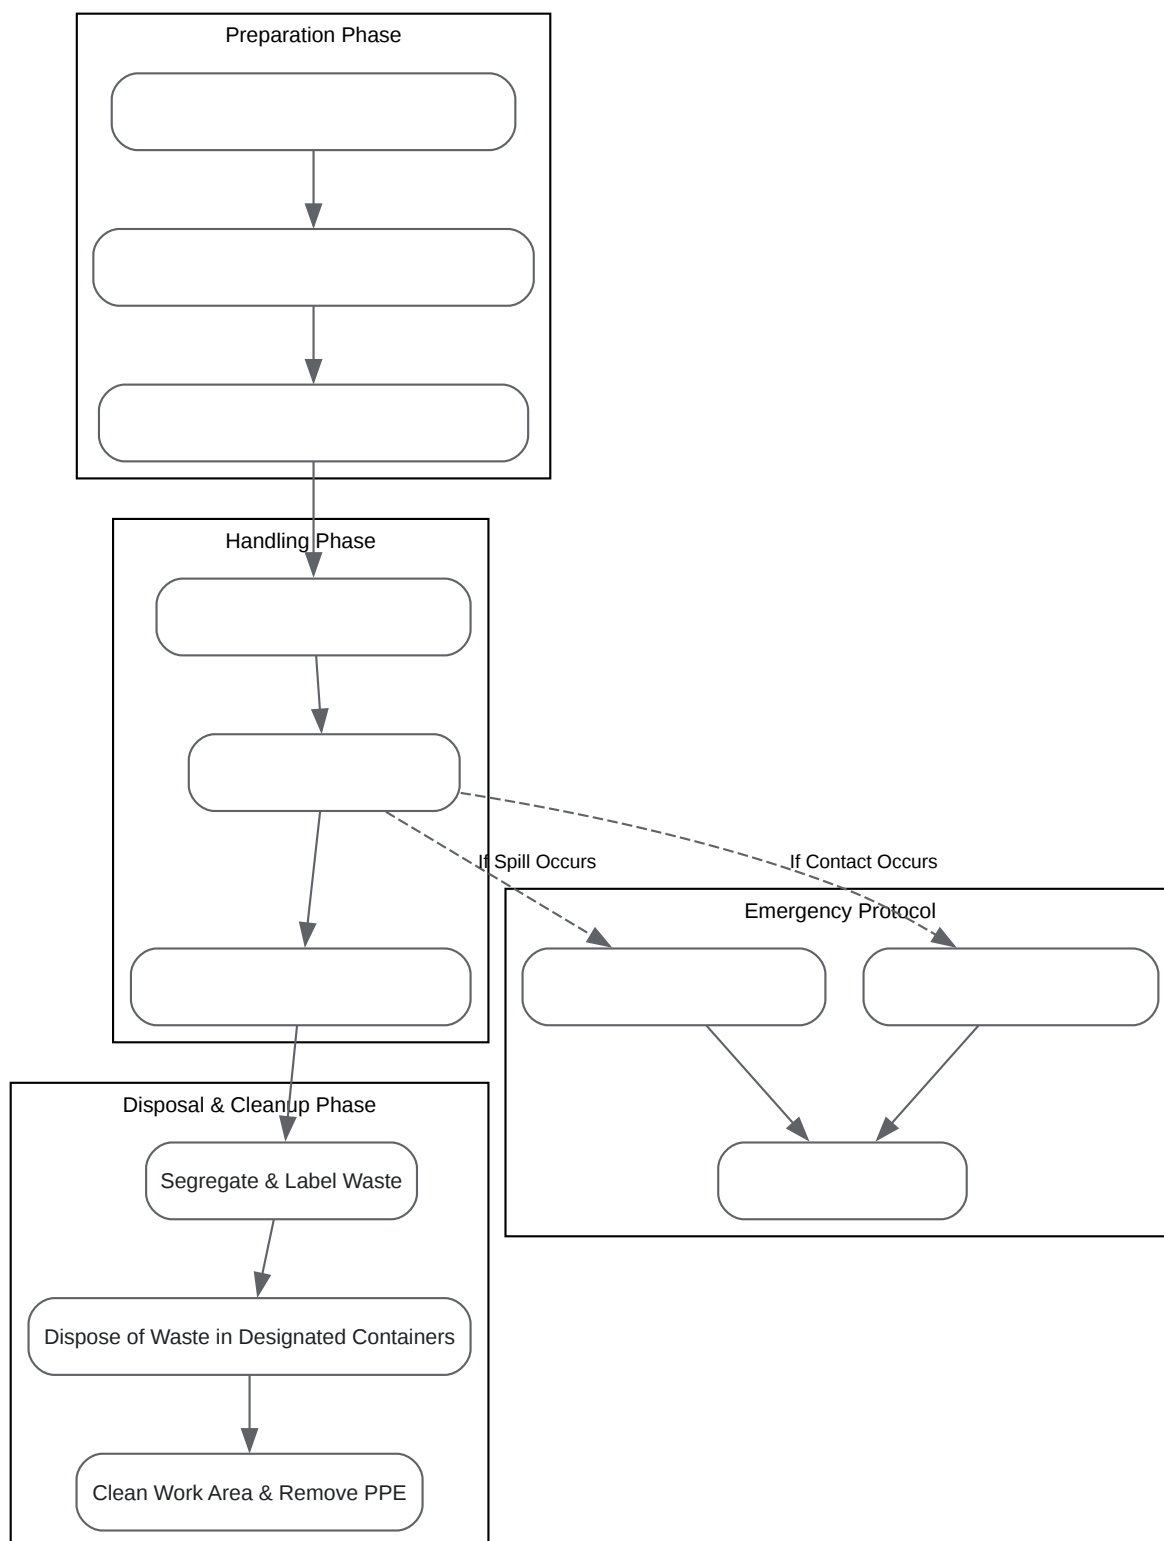 Preparation Phase
Handling Phase
If Spill Occurs
If Contact Occurs
Emergency Protocol
Disposal & Cleanup Phase
Segregate & Label Waste
Dispose of Waste in Designated Containers
Clean Work Area & Remove PPE